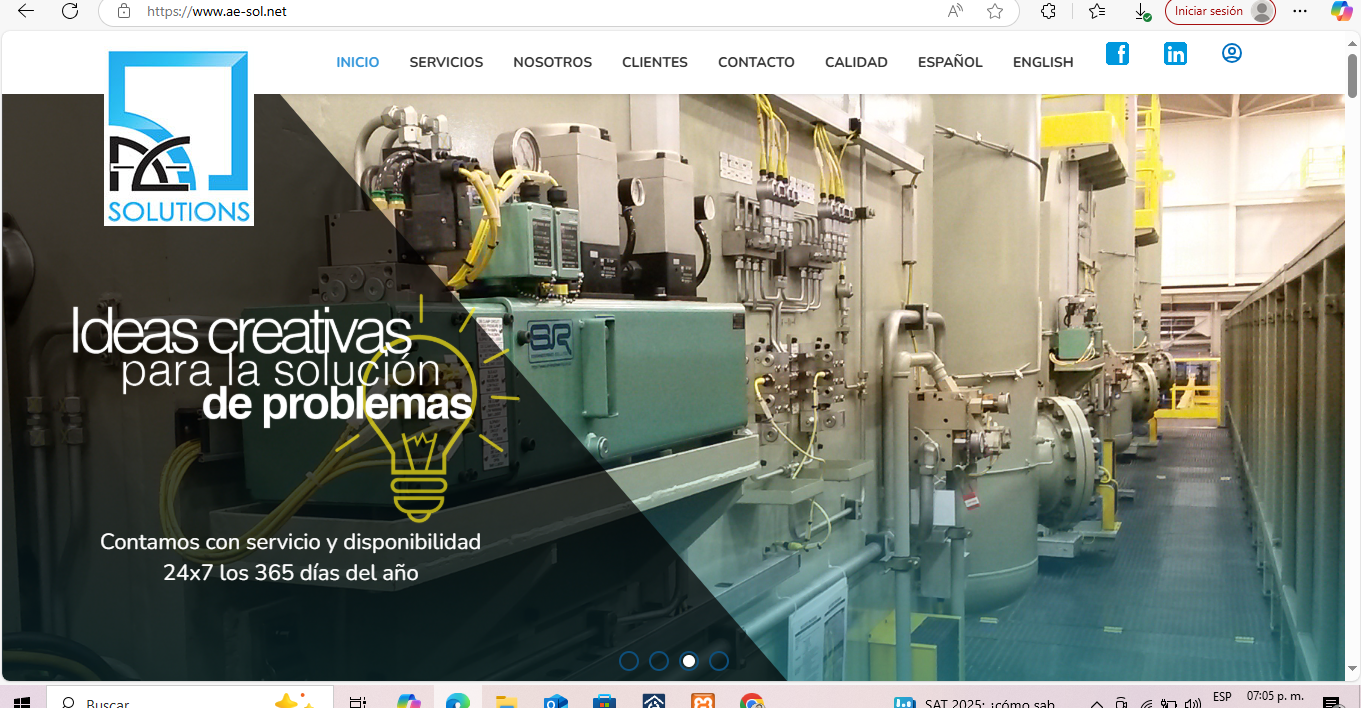 https://www.ae-sol.net
Iniciar sesión
INICIO
SERVICIOS
NOSOTROS
CLIENTES
CONTACTO
CALIDAD
ESPAÑOL
ENGLISH
SOLUTIONS
Ideas creativas
para la solución
de problemas
Contamos con servicio y disponibilidad
24x7 los 365 días del año
Buscar
SAT 2025: ¿cómo sab
ESP
07:05 p. m.